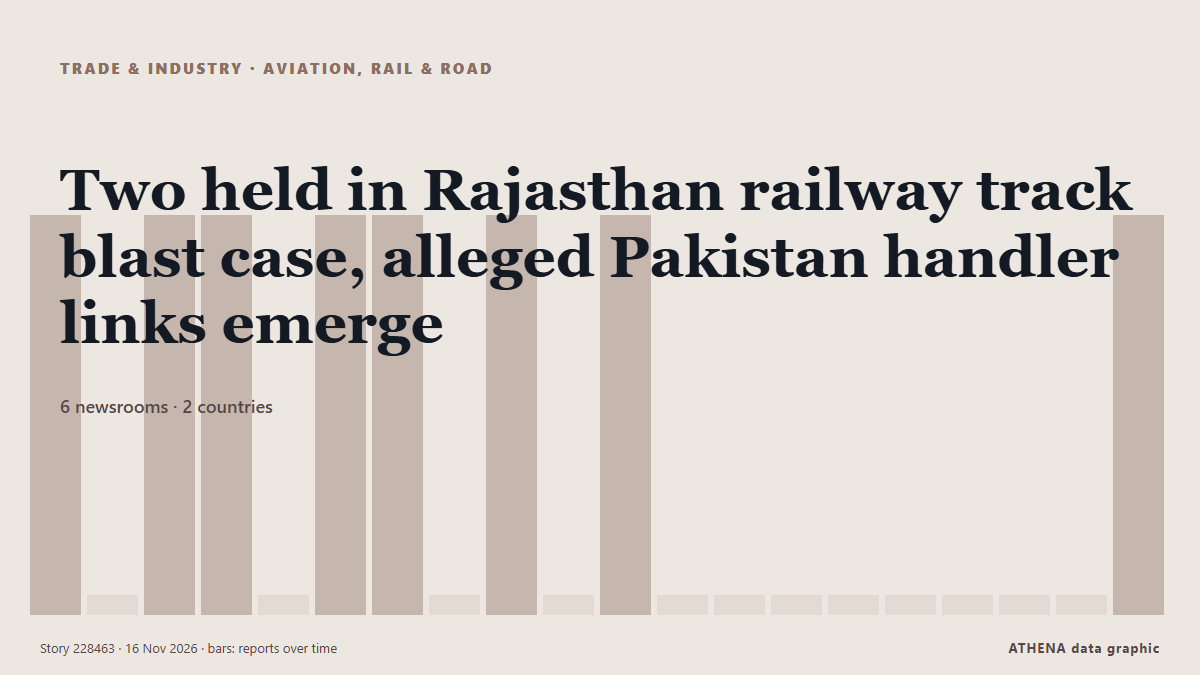 TRADE & INDUSTRY · AVIATION, RAIL & ROAD
Two held in Rajasthan railway track
blast case, alleged Pakistan handler
links emerge
6 newsrooms · 2 countries
Story 228463 · 16 Nov 2026 · bars: reports over time
ATHENA data graphic